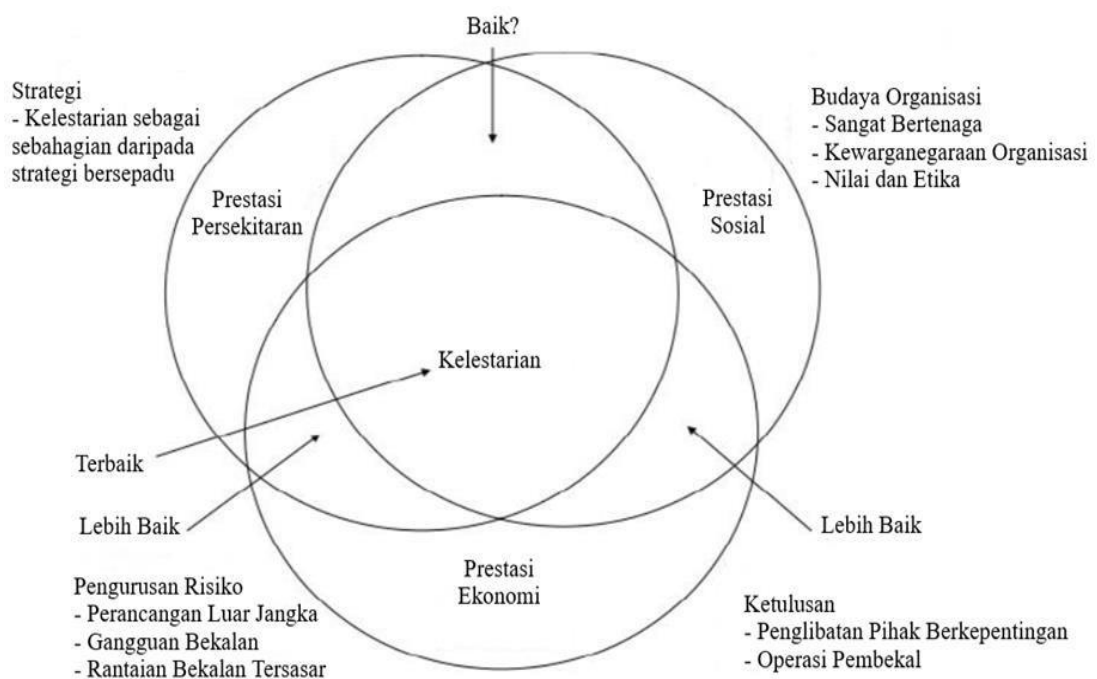 Baik?
Strategi
- Kelestarian sebagai
sebahagian daripada
strategi bersepadu
Budaya Organisasi
- Sangat Bertenaga
- Kewarganegaraan Organisasi
- Nilai dan Etika
Prestasi
Persekitaran
Prestasi
Sosial
Kelestarian
Terbaik
Lebih Baik
Lebih Baik
Prestasi
Ekonomi
Pengurusan Risiko
- Perancangan Luar Jangka
- Gangguan Bekalan
- Rantaian Bekalan Tersasar
Ketulusan
- Penglibatan Pihak Berkepentingan
- Operasi Pembekal